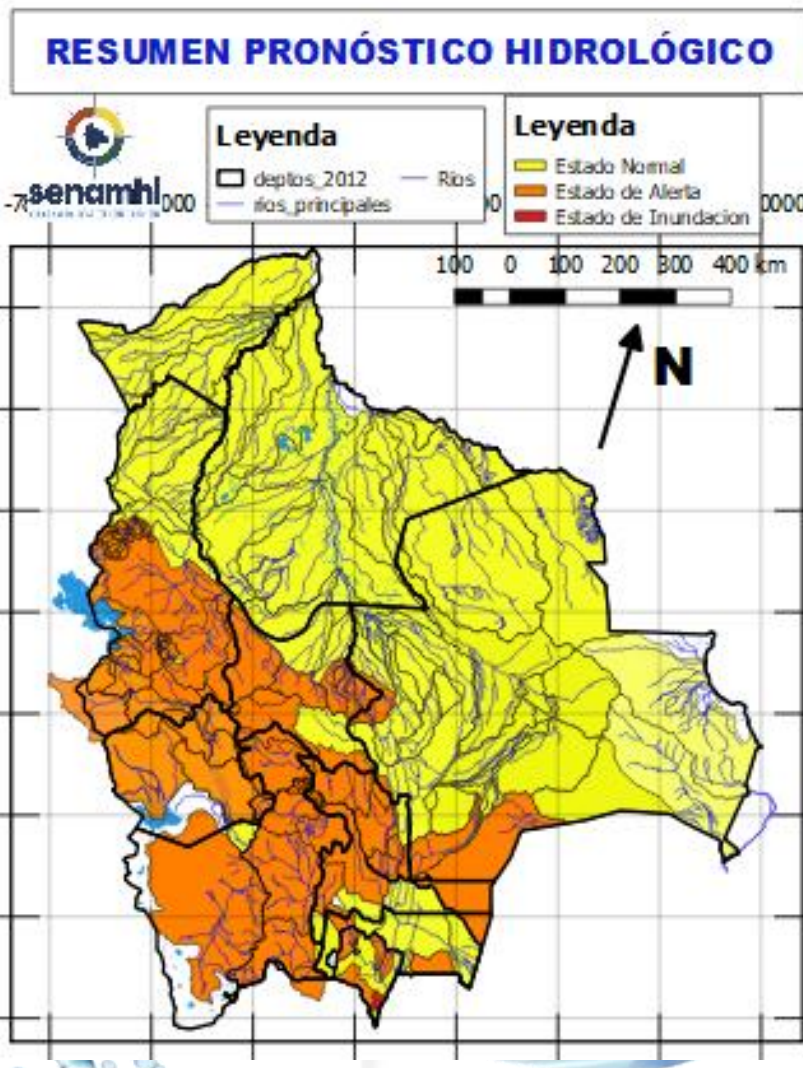 RESUMEN PRONÓSTICO HIDROLÓGICO
senamhi
Leyenda
deptos_2012
Rios
rios_principales
Leyenda
Estado Normal
Estado de Alerta
Estado de Inundacion
100 0 100 200 300 400 km
N